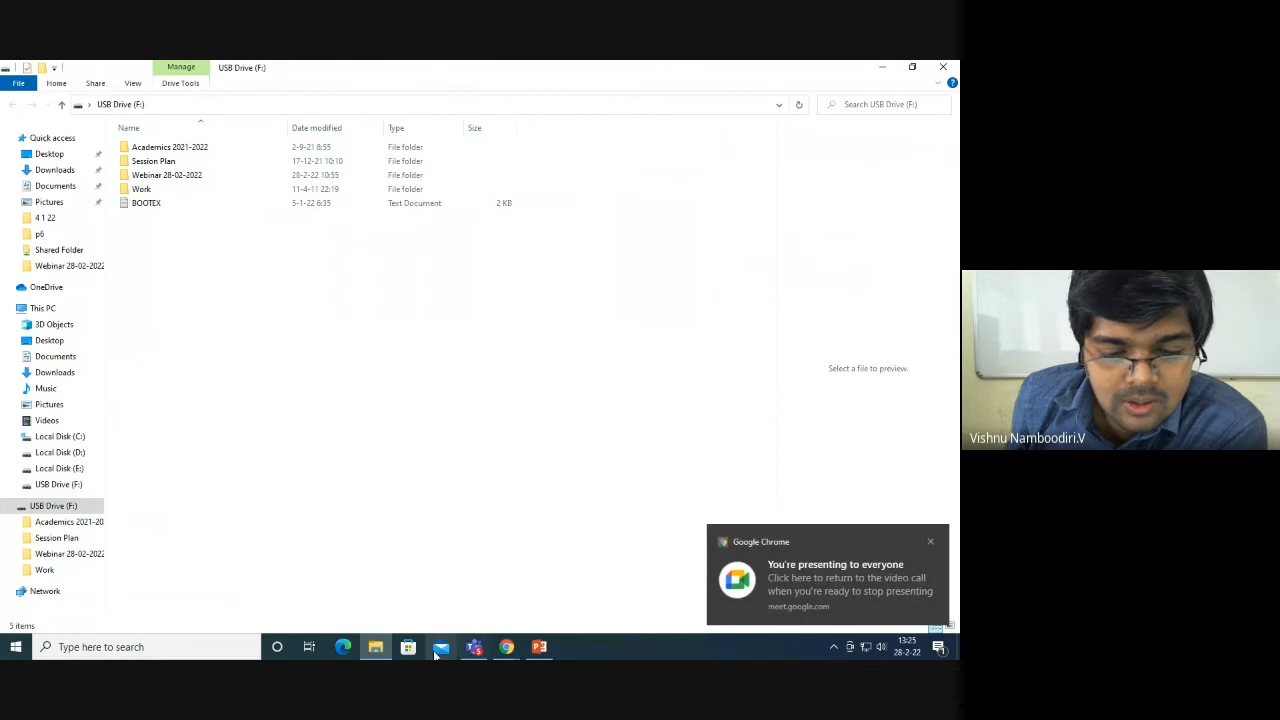 Manage
USB Drive (F:)
File
Home
Share
View
Drive Tools
USB Drive (F:)
Search USB Drive (F:)
Name
Date modified
Type
Size
Academics 2021-2022
2-9-21 8:55
File folder
Session Plan
17-12-21 10:10
File folder
Webinar 28-02-2022
28-2-22 10:55
File folder
Work
11-4-11 22:19
File folder
BOOTEX
5-1-22 6:35
Text Document
2 KB
Quick access
Desktop
Downloads
Documents
Pictures
4 1 22
p6
Shared Folder
Webinar 28-02-2022
OneDrive
This PC
3D Objects
Desktop
Documents
Downloads
Music
Pictures
Videos
Local Disk (C:)
Local Disk (D:)
Local Disk (E:)
USB Drive (F:)
USB Drive (F:)
Academics 2021-20
Session Plan
Webinar 28-02-2022
Work
Network
5 items
Select a file to preview.
Google Chrome
You're presenting to everyone
Click here to return to the video call
when you're ready to stop presenting
meet.google.com
Type here to search
13:25
28-2-22
Vishnu Namboodiri.V